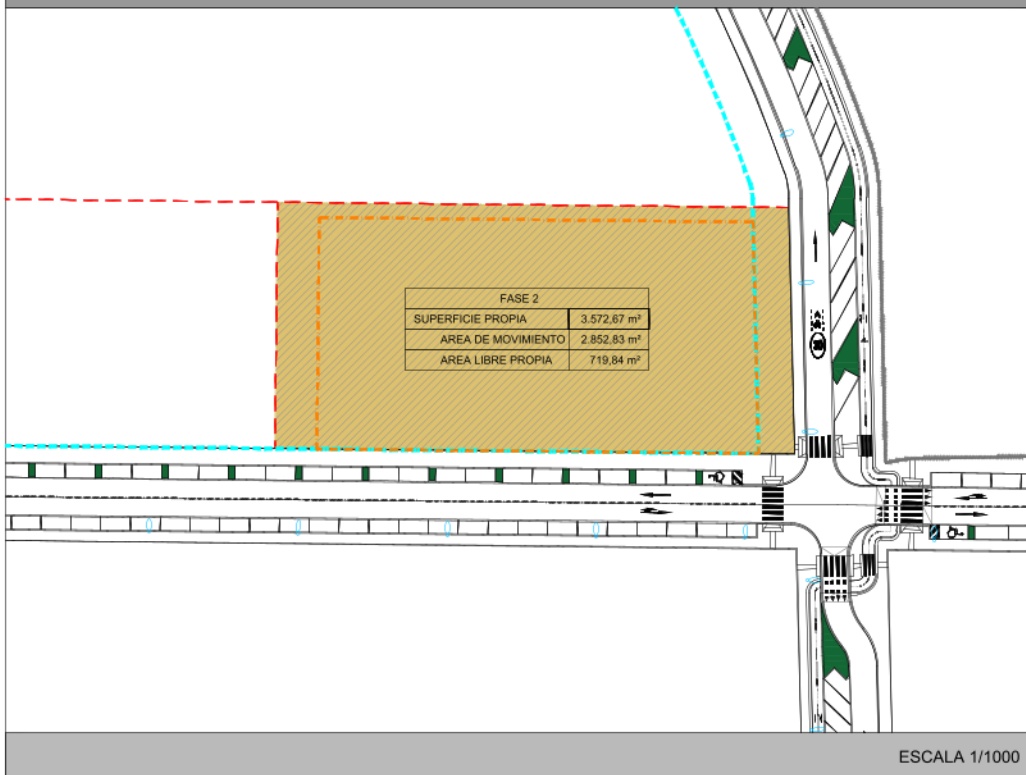 FASE 2
SUPERFICIE PROPIA 3.572,67 m²
AREA DE MOVIMIENTO 2.852,83 m²
AREA LIBRE PROPIA 719,84 m²
ESCALA 1/1000